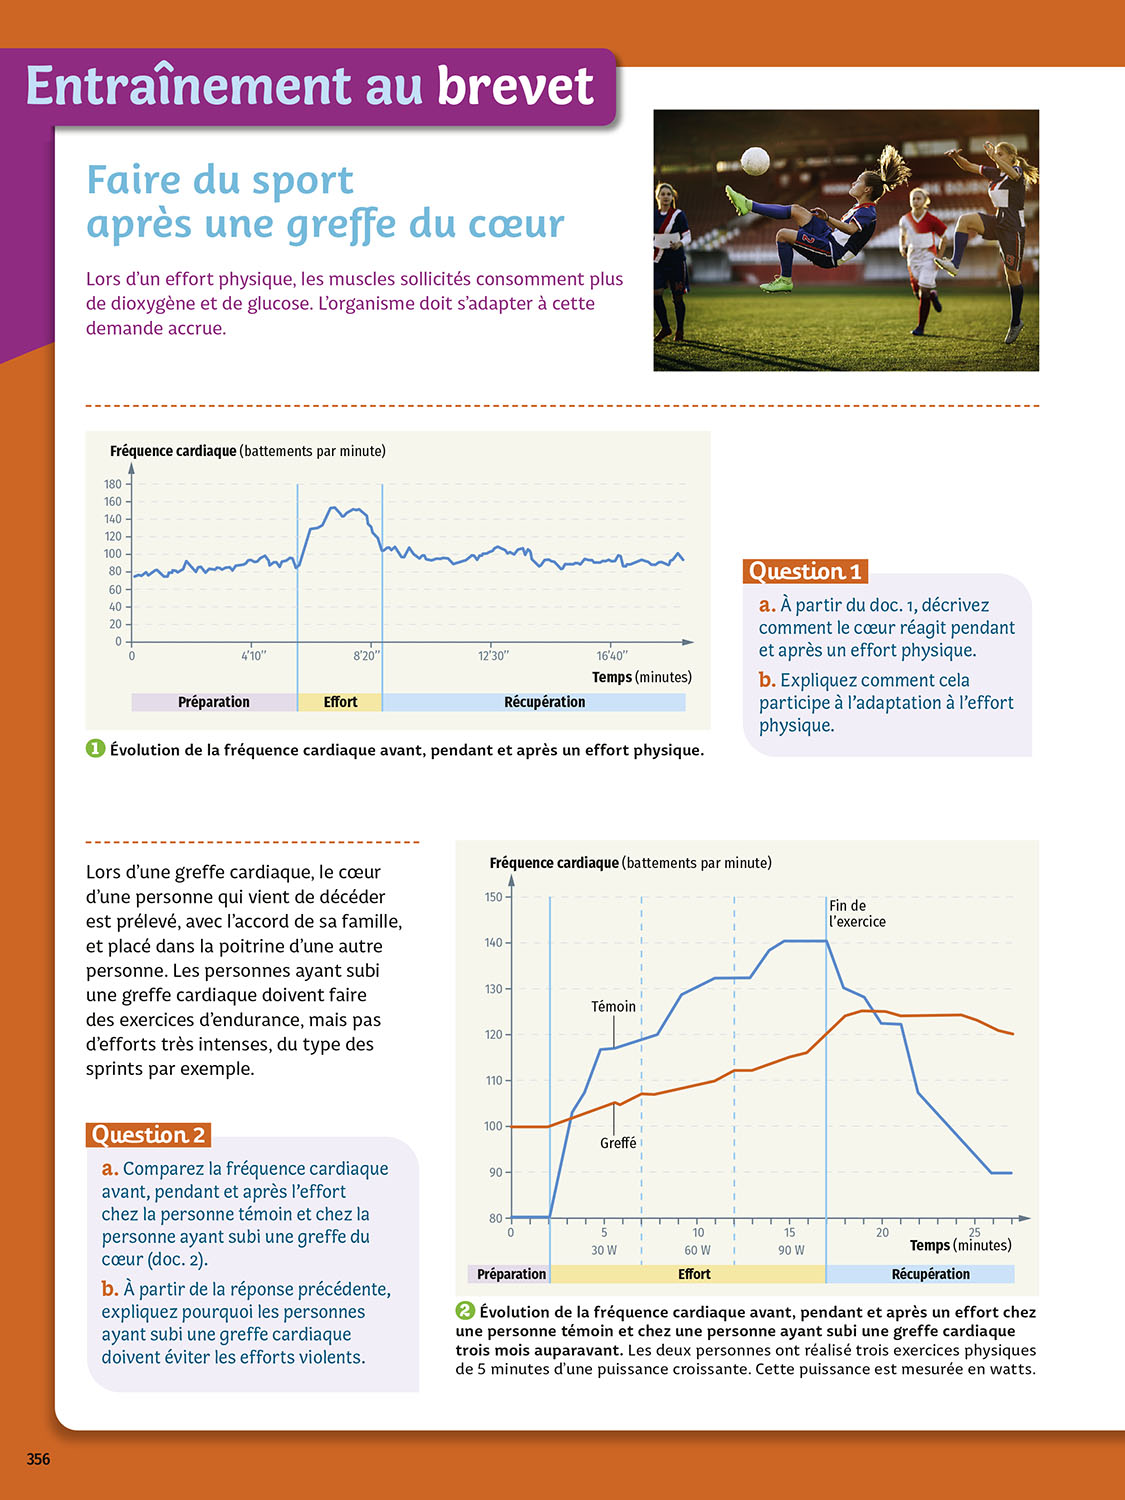 Entraînement au brevet
Faire du sport
après une greffe du cœur
Lors d'un effort physique, les muscles sollicités consomment plus
de dioxygène et de glucose. L'organisme doit s'adapter à cette
demande accrue.
Fréquence cardiaque (battements par minute)
180
160
140
120
100
80
60
40
20
0
0 4'10'' 8'20'' 12'30'' 16'40''
Temps (minutes)
Préparation Effort Récupération
1 Évolution de la fréquence cardiaque avant, pendant et après un effort physique.
Question 1
a. À partir du doc. 1, décrivez
comment le cœur réagit pendant
et après un effort physique.
b. Expliquez comment cela
participe à l'adaptation à l'effort
physique.
Lors d'une greffe cardiaque, le cœur
d'une personne qui vient de décéder
est prélevé, avec l'accord de sa famille,
et placé dans la poitrine d'une autre
personne. Les personnes ayant subi
une greffe cardiaque doivent faire
des exercices d'endurance, mais pas
d'efforts très intenses, du type des
sprints par exemple.
Question 2
a. Comparez la fréquence cardiaque
avant, pendant et après l'effort
chez la personne témoin et chez la
personne ayant subi une greffe du
cœur (doc. 2).
b. À partir de la réponse précédente,
expliquez pourquoi les personnes
ayant subi une greffe cardiaque
doivent éviter les efforts violents.
Fréquence cardiaque (battements par minute)
150
140
130
120
110
100
90
80
Fin de
l'exercice
Témoin
Greffé
0 5 10 15 20 25
30 W 60 W 90 W
Temps (minutes)
Préparation Effort Récupération
2 Évolution de la fréquence cardiaque avant, pendant et après un effort chez
une personne témoin et chez une personne ayant subi une greffe cardiaque
trois mois auparavant. Les deux personnes ont réalisé trois exercices physiques
de 5 minutes d'une puissance croissante. Cette puissance est mesurée en watts.
356